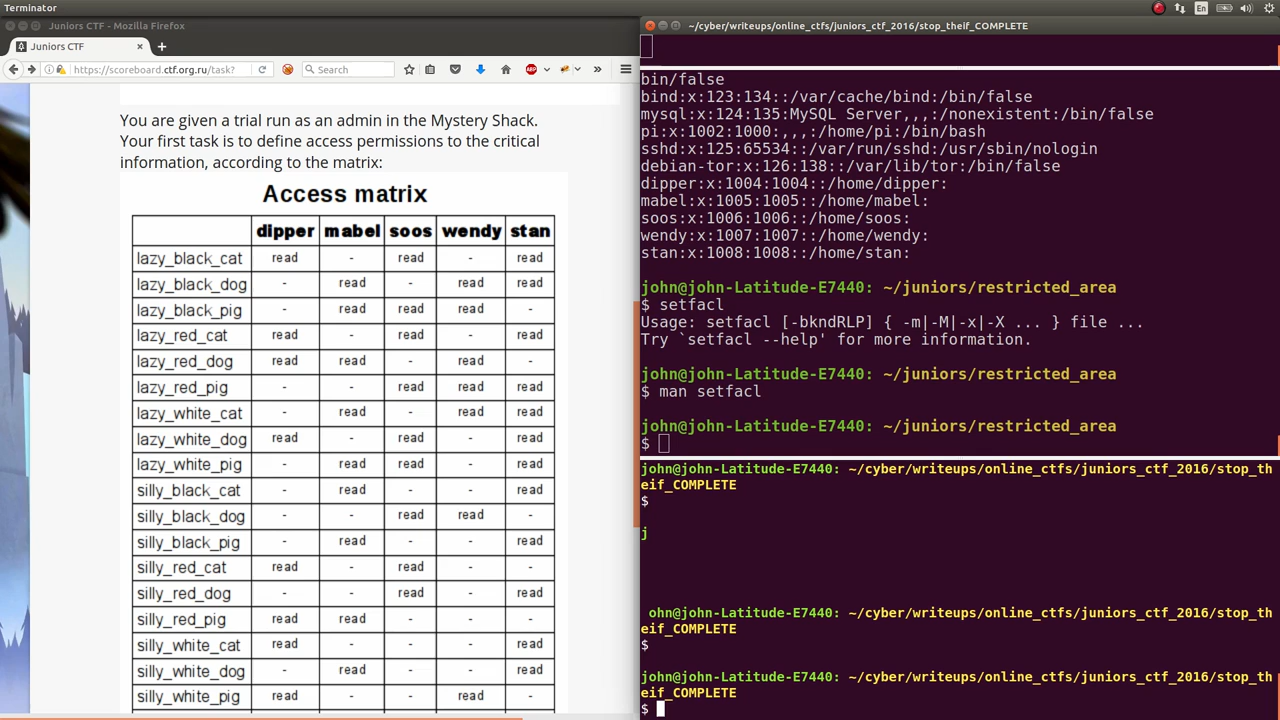 Terminator
En
Juniors CTF - Mozilla Firefox
Juniors CTF
https://scoreboard.ctf.org.ru/task?
Search
ABP
You are given a trial run as an admin in the Mystery Shack.
Your first task is to define access permissions to the critical
information, according to the matrix:
Access matrix
dipper mabel soos wendy stan
lazy_black_cat read - read - read
lazy_black_dog - read - read read
lazy_black_pig - read read read -
lazy_red_cat read - read - read
lazy_red_dog read read - read -
lazy_red_pig - - read read read
lazy_white_cat - read - read read
lazy_white_dog read - read - read
lazy_white_pig - read read - read
silly_black_cat - read - - read
silly_black_dog - - read read -
silly_black_pig - read - - read
silly_red_cat read - read - -
silly_red_dog - - read - read
silly_red_pig read read - - -
silly_white_cat read - - - read
silly_white_dog - read - - read
silly_white_pig read - - read -
~/cyber/writeups/online_ctfs/juniors_ctf_2016/stop_theif_COMPLETE
bin/false
bind:x:123:134::/var/cache/bind:/bin/false
mysql:x:124:135:MySQL Server,,,:/nonexistent:/bin/false
pi:x:1002:1000:,,,:/home/pi:/bin/bash
sshd:x:125:65534::/var/run/sshd:/usr/sbin/nologin
debian-tor:x:126:138::/var/lib/tor:/bin/false
dipper:x:1004:1004::/home/dipper:
mabel:x:1005:1005::/home/mabel:
soos:x:1006:1006::/home/soos:
wendy:x:1007:1007::/home/wendy:
stan:x:1008:1008::/home/stan:
john@john-Latitude-E7440: ~/juniors/restricted_area
$ setfacl
Usage: setfacl [-bkndRLP] { -m|-M|-x|-X ... } file ...
Try `setfacl --help' for more information.
john@john-Latitude-E7440: ~/juniors/restricted_area
$ man setfacl
john@john-Latitude-E7440: ~/juniors/restricted_area
$
john@john-Latitude-E7440: ~/cyber/writeups/online_ctfs/juniors_ctf_2016/stop_th
eif_COMPLETE
$
j
ohn@john-Latitude-E7440: ~/cyber/writeups/online_ctfs/juniors_ctf_2016/stop_th
eif_COMPLETE
$
john@john-Latitude-E7440: ~/cyber/writeups/online_ctfs/juniors_ctf_2016/stop_th
eif_COMPLETE
$